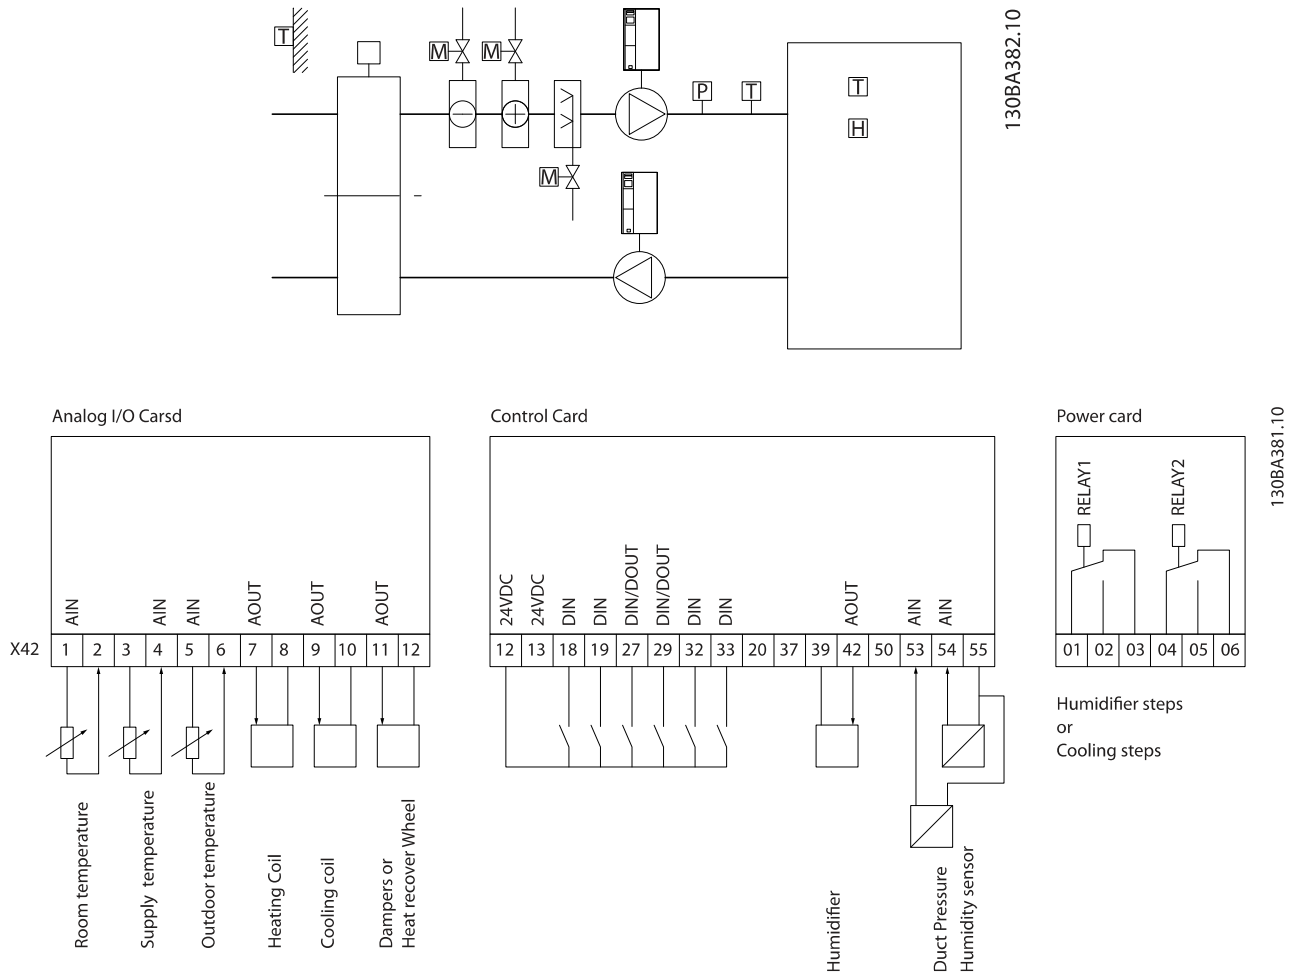 T
M
M
P
T
T
H
M
130BA382.10
Analog I/O Carsd
Control Card
Power card
130BA381.10
AIN
AIN
AIN
AOUT
AOUT
AOUT
24VDC
24VDC
DIN
DIN
DIN/DOUT
DIN/DOUT
DIN
DIN
AOUT
AIN
AIN
RELAY1
RELAY2
X42
1 2 3 4 5 6 7 8 9 10 11 12
12 13 18 19 27 29 32 33 20 37 39 42 50 53 54 55
01 02 03 04 05 06
Humidifier steps
or
Cooling steps
Room temperature
Supply temperature
Outdoor temperature
Heating Coil
Cooling coil
Dampers or
Heat recover Wheel
Humidifier
Duct Pressure
Humidity sensor